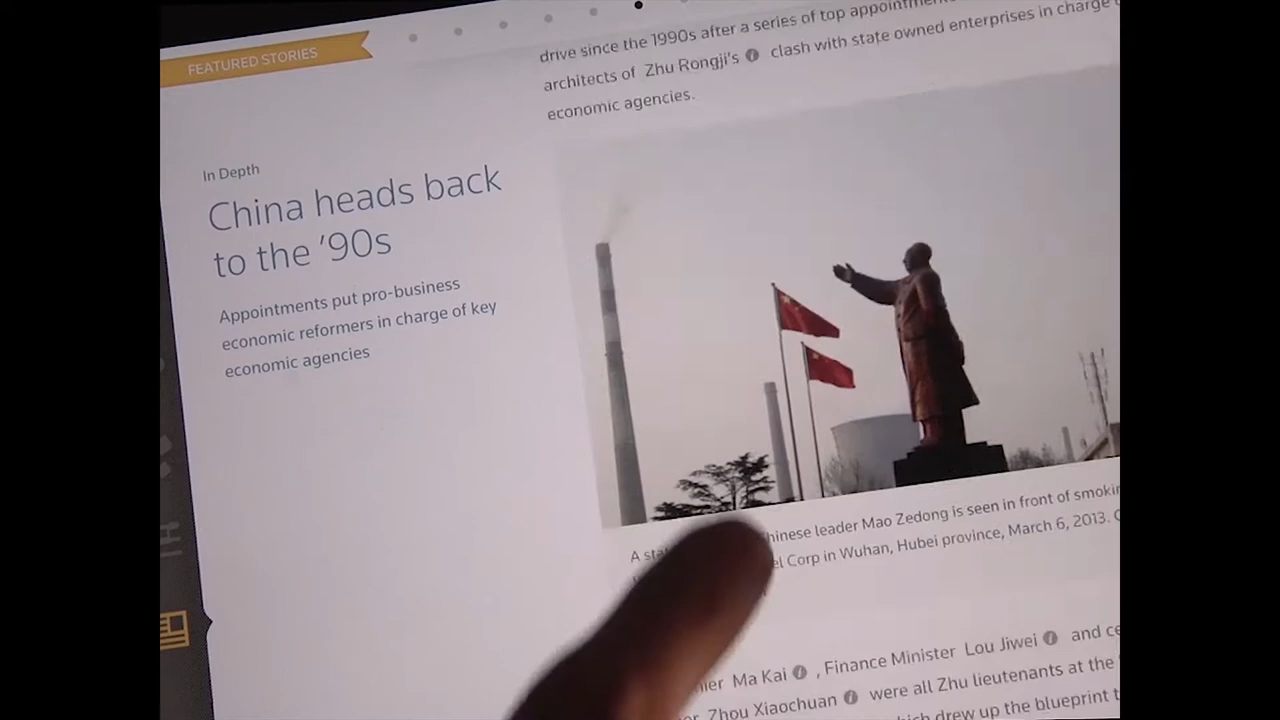 FEATURED STORIES
In Depth
China heads back
to the '90s
Appointments put pro-business
economic reformers in charge of key
economic agencies
drive since the 1990s after a series of top
architects of Zhu Rongji's i clash with state owned enterprises in charge
economic agencies.
A hinese leader Mao Zedong is seen in front of
el Corp in Wuhan, Hubei province, March 6, 2013.
Ma Kai i , Finance Minister Lou Jiwei i and
Zhou Xiaochuan i were all Zhu lieutenants at the
drew up the blueprint